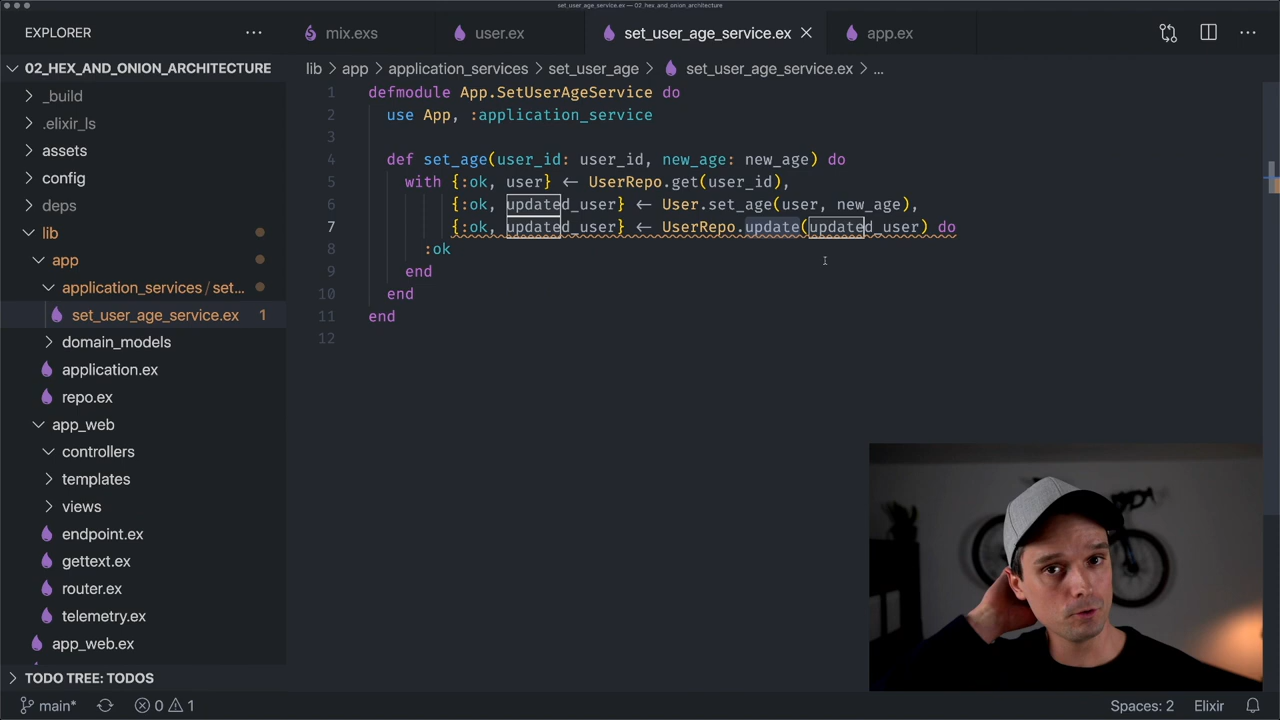 set_user_age_service.ex — 02_hex_and_onion_architecture
EXPLORER
mix.exs
user.ex
set_user_age_service.ex
app.ex
02_HEX_AND_ONION_ARCHITECTURE
lib > app > application_services > set_user_age > set_user_age_service.ex > ...
_build
.elixir_ls
assets
config
deps
lib
app
application_services / set...
set_user_age_service.ex 1
domain_models
application.ex
repo.ex
app_web
controllers
templates
views
endpoint.ex
gettext.ex
router.ex
telemetry.ex
app_web.ex
TODO TREE: TODOS
1 defmodule App.SetUserAgeService do
2 use App, :application_service
3
4 def set_age(user_id: user_id, new_age: new_age) do
5 with {:ok, user} <- UserRepo.get(user_id),
6 {:ok, updated_user} <- User.set_age(user, new_age),
7 {:ok, updated_user} <- UserRepo.update(updated_user) do
8 :ok
9 end
10 end
11 end
12
main* 0 1
Spaces: 2 Elixir